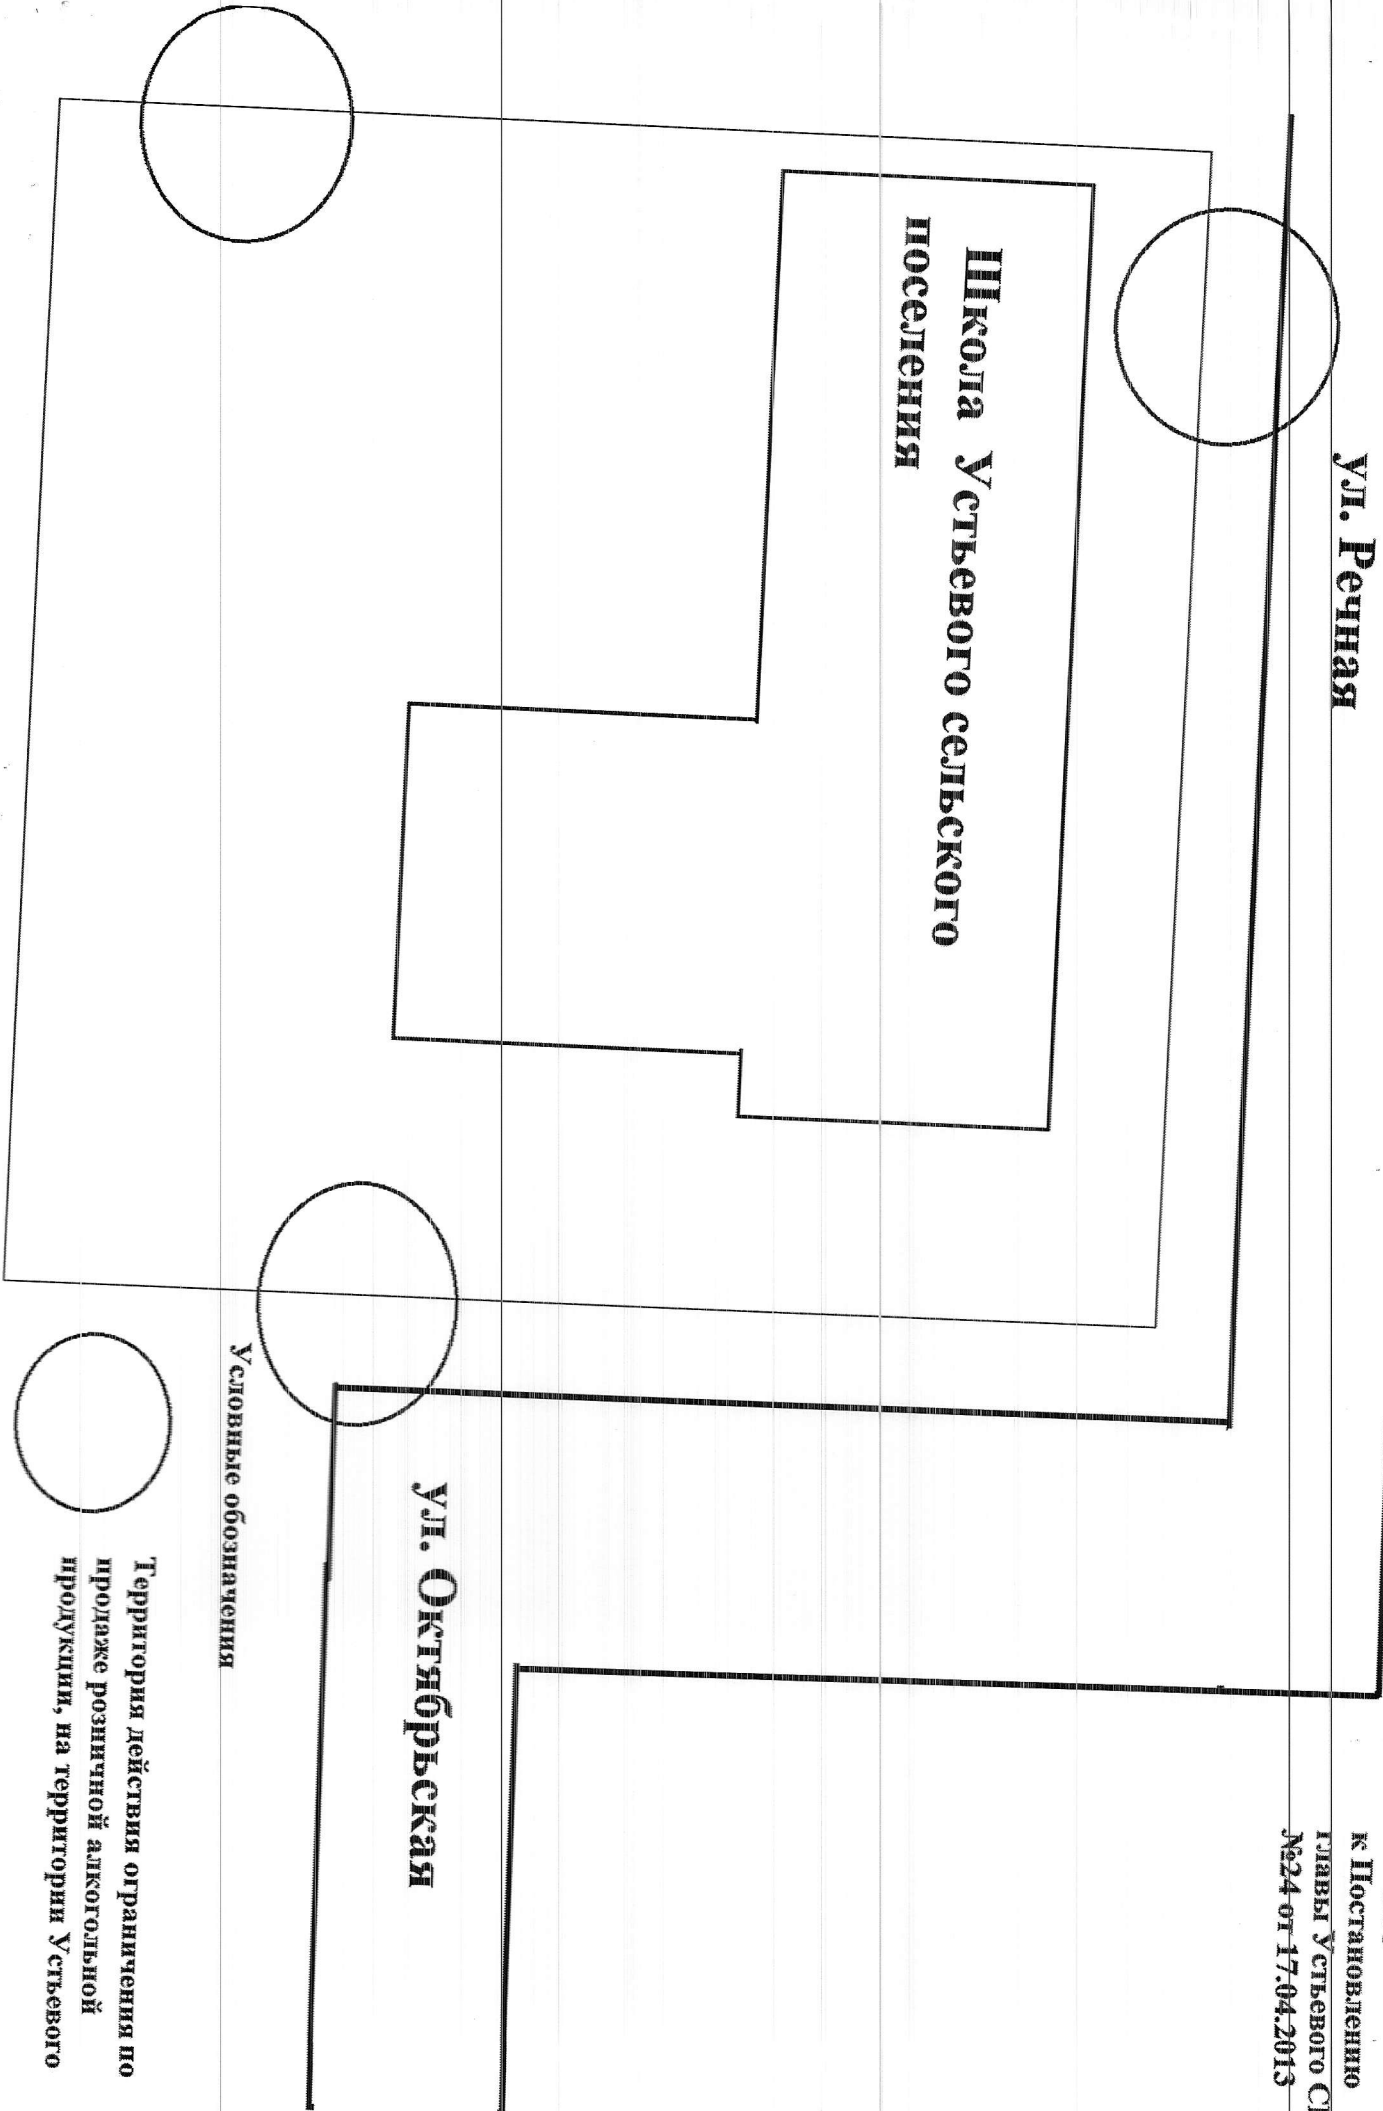 к Постановлению
главы Устьевого
№24 от 17.04.2013
ул. Речная
Школа Устьевого сельского
поселения
ул. Октябрьская
Условные обозначения
Территория действия ограничения по
продаже розничной алкогольной
продукции, на территории Устьевого